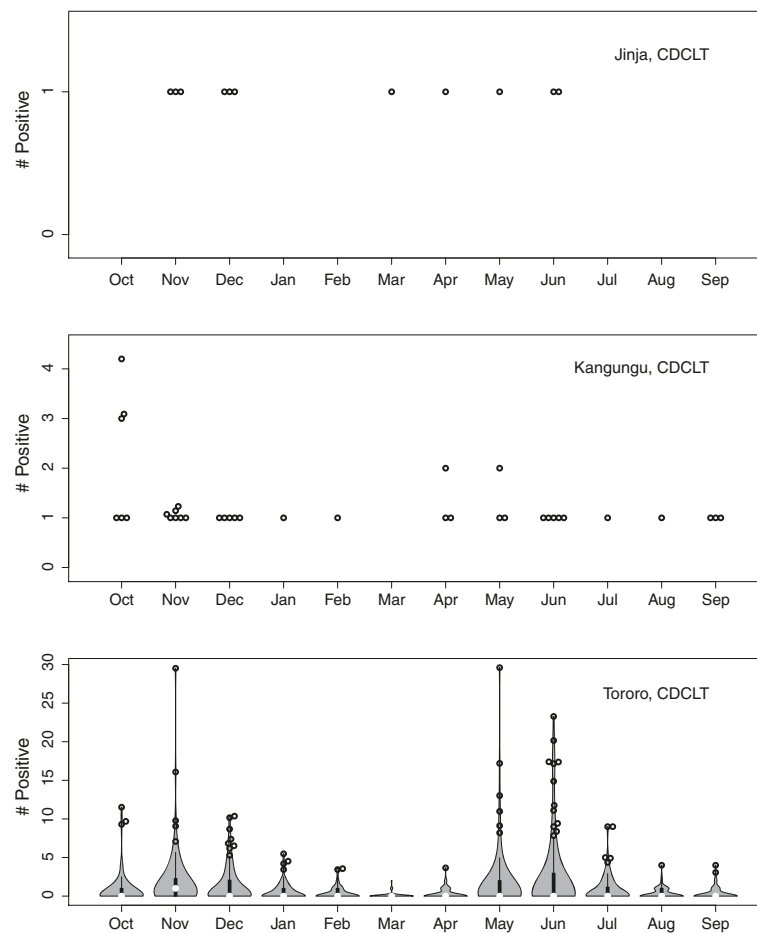 Jinja, CDCLT
# Positive
1
0
Oct Nov Dec Jan Feb Mar Apr May Jun Jul Aug Sep
Kangungu, CDCLT
# Positive
4
3
2
1
0
Oct Nov Dec Jan Feb Mar Apr May Jun Jul Aug Sep
Tororo, CDCLT
# Positive
30
25
20
15
10
5
0
Oct Nov Dec Jan Feb Mar Apr May Jun Jul Aug Sep